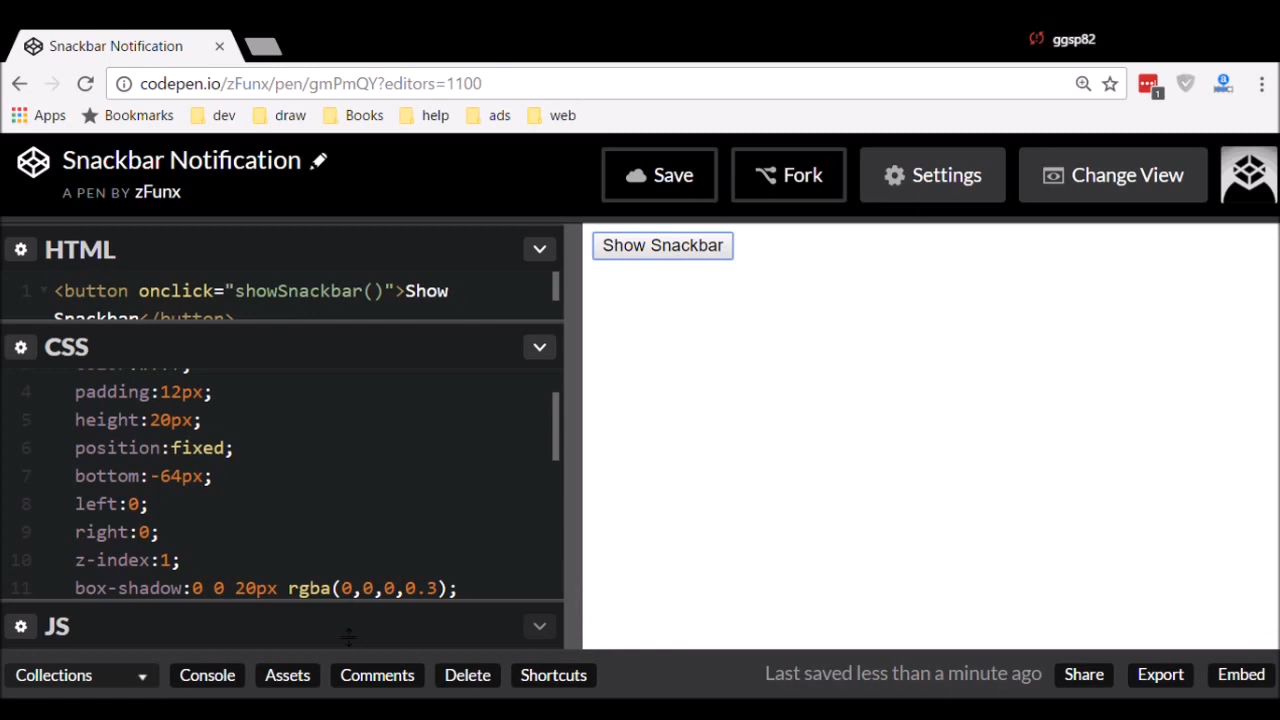 ggsp82
Snackbar Notification
codepen.io/zFunx/pen/gmPmQY?editors=1100
1
Apps Bookmarks dev draw Books help ads web
Snackbar Notification
A PEN BY zFunx
Save Fork Settings Change View
HTML
1 <button onclick="showSnackbar()">Show
Snackbar</button>
CSS
4 padding:12px;
5 height:20px;
6 position:fixed;
7 bottom:-64px;
8 left:0;
9 right:0;
10 z-index:1;
11 box-shadow:0 0 20px rgba(0,0,0,0.3);
JS
Show Snackbar
Collections Console Assets Comments Delete Shortcuts Last saved less than a minute ago Share Export Embed